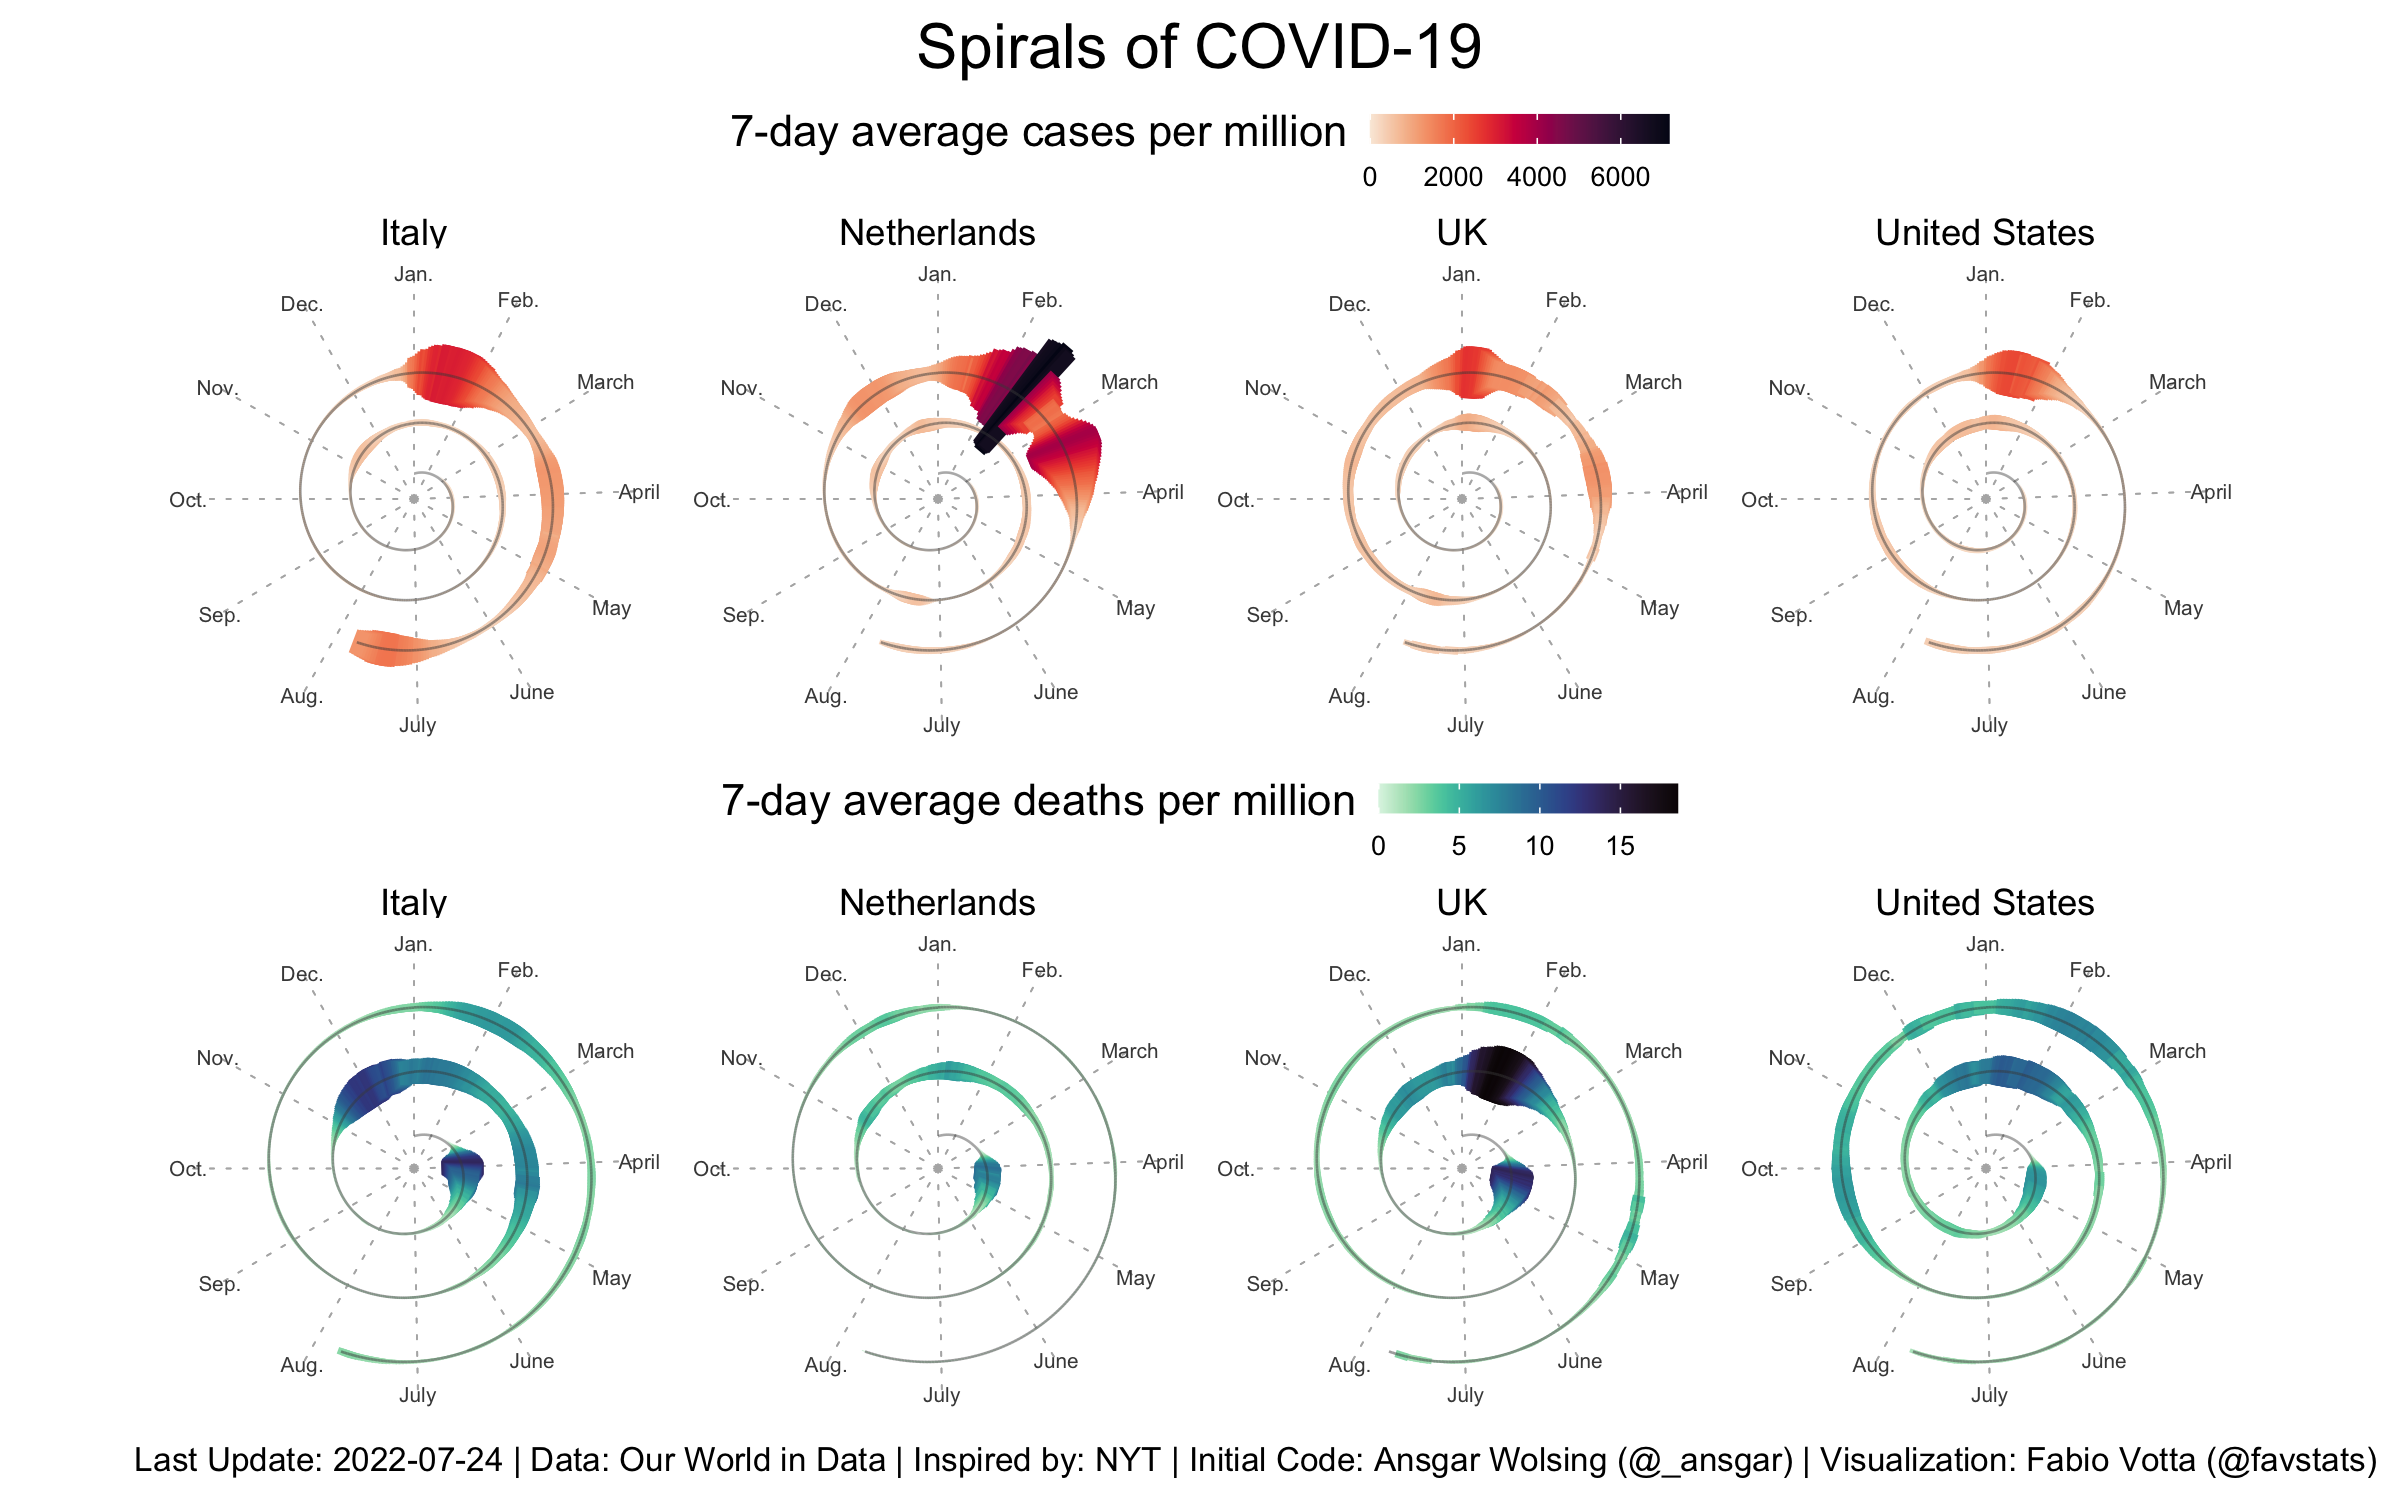 Spirals of COVID-19
7-day average cases per million
0 2000 4000 6000
Italy Netherlands UK United States
Jan. Jan. Jan. Jan.
Dec. Feb. Dec. Feb. Dec. Feb. Dec. Feb.
Nov. March Nov. March Nov. March Nov. March
Oct. April Oct. April Oct. April Oct. April
Sep. May Sep. May Sep. May Sep. May
Aug. June Aug. June Aug. June Aug. June
July July July July
7-day average deaths per million
0 5 10 15
Italy Netherlands UK United States
Jan. Jan. Jan. Jan.
Dec. Feb. Dec. Feb. Dec. Feb. Dec. Feb.
Nov. March Nov. March Nov. March Nov. March
Oct. April Oct. April Oct. April Oct. April
Sep. May Sep. May Sep. May Sep. May
Aug. June Aug. June Aug. June Aug. June
July July July July
Last Update: 2022-07-24 | Data: Our World in Data | Inspired by: NYT | Initial Code: Ansgar Wolsing (@_ansgar) | Visualization: Fabio Votta (@favstats)